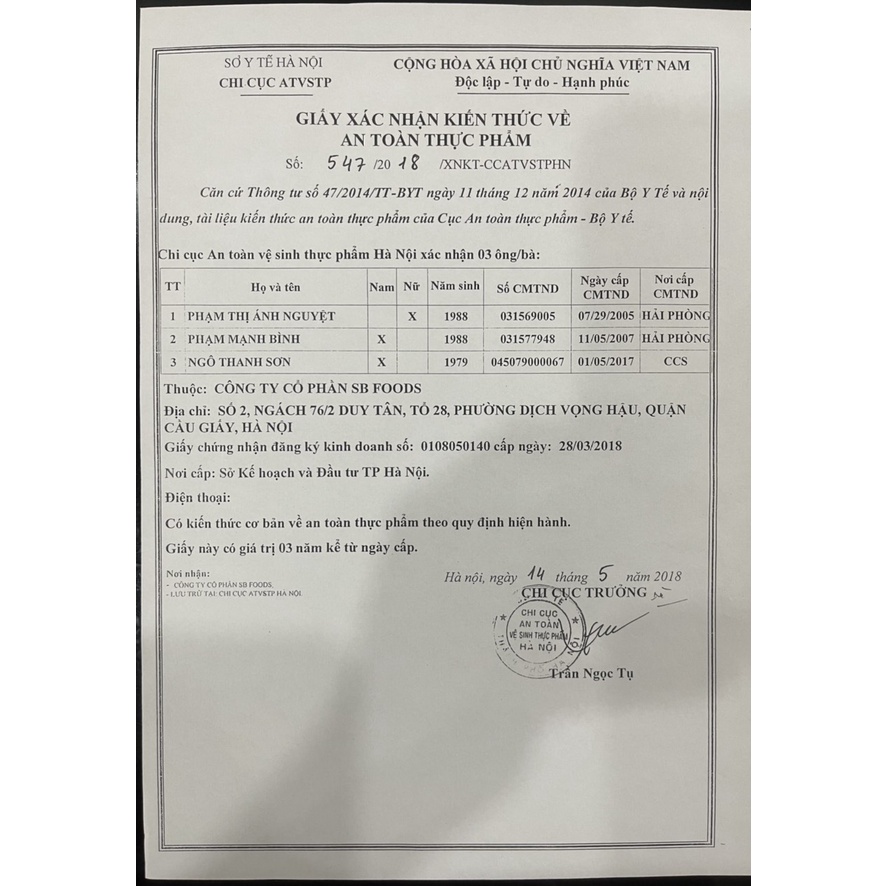 SỞ Y TẾ HÀ NỘI
CHI CỤC ATVSTP
CỘNG HÒA XÃ HỘI CHỦ NGHĨA VIỆT NAM
Độc lập - Tự do - Hạnh phúc
GIẤY XÁC NHẬN KIẾN THỨC VỀ
AN TOÀN THỰC PHẨM
Số: 547 /20 18 /XNKT-CCATVSTPHN
Căn cứ Thông tư số 47/2014/TT-BYT ngày 11 tháng 12 năm 2014 của Bộ Y Tế và nội
dung, tài liệu kiến thức an toàn thực phẩm của Cục An toàn thực phẩm - Bộ Y tế.
Chi cục An toàn vệ sinh thực phẩm Hà Nội xác nhận 03 ông/bà:
TT Họ và tên Nam Nữ Năm sinh Số CMTND Ngày cấp CMTND Nơi cấp CMTND
1 PHẠM THỊ ÁNH NGUYỆT X 1988 031569005 07/29/2005 HẢI PHÒNG
2 PHẠM MẠNH BÌNH X 1988 031577948 11/05/2007 HẢI PHÒNG
3 NGÔ THANH SƠN X 1979 045079000067 01/05/2017 CCS
Thuộc: CÔNG TY CỔ PHẦN SB FOODS
Địa chỉ: SỐ 2, NGÁCH 76/2 DUY TÂN, TỔ 28, PHƯỜNG DỊCH VỌNG HẬU, QUẬN
CẦU GIẤY, HÀ NỘI
Giấy chứng nhận đăng ký kinh doanh số: 0108050140 cấp ngày: 28/03/2018
Nơi cấp: Sở Kế hoạch và Đầu tư TP Hà Nội.
Điện thoại:
Có kiến thức cơ bản về an toàn thực phẩm theo quy định hiện hành.
Giấy này có giá trị 03 năm kể từ ngày cấp.
Nơi nhận:
- CÔNG TY CỔ PHẦN SB FOODS,
- LƯU TRỮ TẠI: CHI CỤC ATVSTP HÀ NỘI.
Hà nội, ngày 14 tháng 5 năm 2018
CHI CỤC TRƯỞNG
CHI CỤC
AN TOÀN
VỆ SINH THỰC PHẨM
HÀ NỘI
Trần Ngọc Tụ